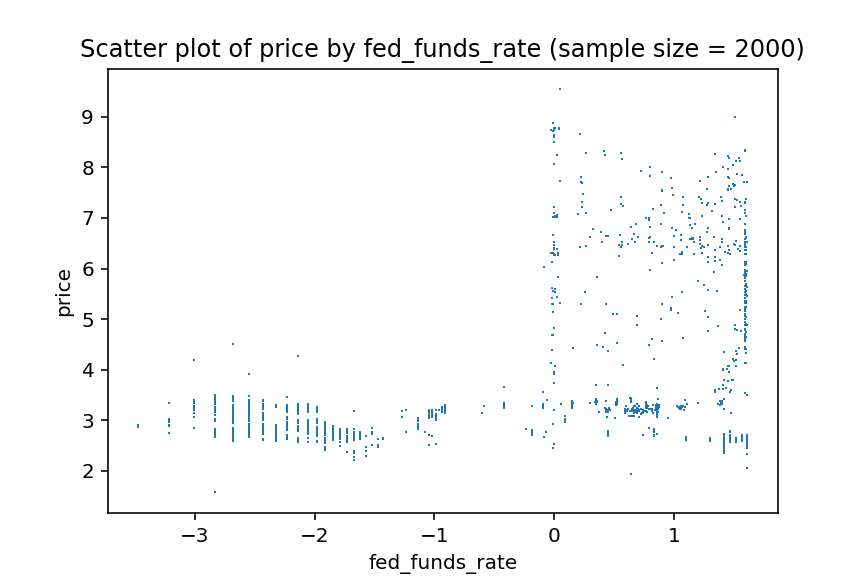 Scatter plot of price by fed_funds_rate (sample size = 2000)
price
9
8
7
6
5
4
3
2
−3 −2 −1 0 1
fed_funds_rate